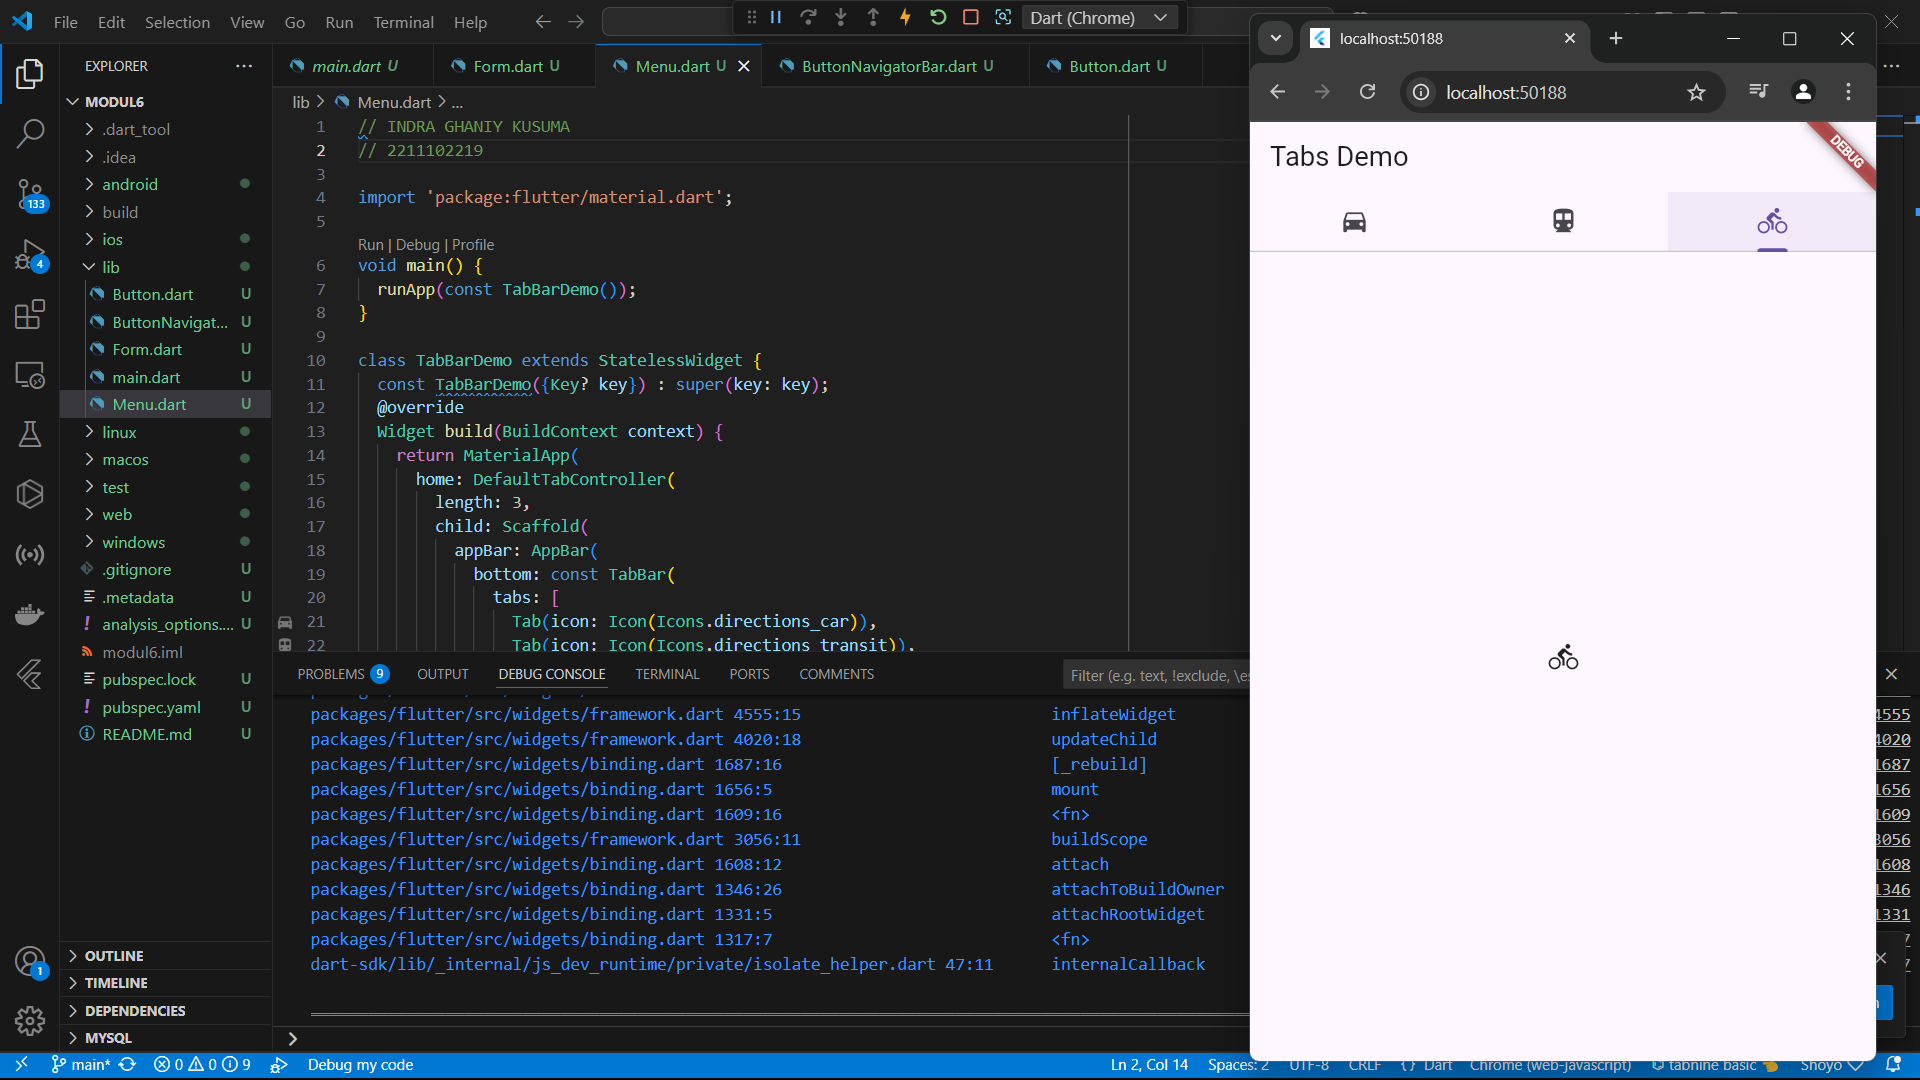 File Edit Selection View Go Run Terminal Help
Dart (Chrome)
EXPLORER
MODUL6
.dart_tool
.idea
android
build
ios
lib
Button.dart U
ButtonNavigat... U
Form.dart U
main.dart U
Menu.dart U
linux
macos
test
web
windows
.gitignore U
.metadata U
analysis_options.... U
modul6.iml
pubspec.lock U
pubspec.yaml U
README.md U
OUTLINE
TIMELINE
DEPENDENCIES
MYSQL
133
4
1
main.dart U
Form.dart U
Menu.dart U
ButtonNavigatorBar.dart U
Button.dart U
lib > Menu.dart > ...
1 // INDRA GHANIY KUSUMA
2 // 2211102219
3
4 import 'package:flutter/material.dart';
5
Run | Debug | Profile
6 void main() {
7 runApp(const TabBarDemo());
8 }
9
10 class TabBarDemo extends StatelessWidget {
11 const TabBarDemo({Key? key}) : super(key: key);
12 @override
13 Widget build(BuildContext context) {
14 return MaterialApp(
15 home: DefaultTabController(
16 length: 3,
17 child: Scaffold(
18 appBar: AppBar(
19 bottom: const TabBar(
20 tabs: [
21 Tab(icon: Icon(Icons.directions_car)),
22 Tab(icon: Icon(Icons.directions_transit)),
PROBLEMS 9 OUTPUT DEBUG CONSOLE TERMINAL PORTS COMMENTS
Filter (e.g. text, !exclude, \es
packages/flutter/src/widgets/framework.dart 4555:15 inflateWidget 4555
packages/flutter/src/widgets/framework.dart 4020:18 updateChild 4020
packages/flutter/src/widgets/binding.dart 1687:16 [_rebuild] 1687
packages/flutter/src/widgets/binding.dart 1656:5 mount 1656
packages/flutter/src/widgets/binding.dart 1609:16 <fn> 1609
packages/flutter/src/widgets/framework.dart 3056:11 buildScope 3056
packages/flutter/src/widgets/binding.dart 1608:12 attach 1608
packages/flutter/src/widgets/binding.dart 1346:26 attachToBuildOwner 1346
packages/flutter/src/widgets/binding.dart 1331:5 attachRootWidget 1331
packages/flutter/src/widgets/binding.dart 1317:7 <fn> 7
dart-sdk/lib/_internal/js_dev_runtime/private/isolate_helper.dart 47:11 internalCallback 7
localhost:50188
localhost:50188
Tabs Demo
DEBUG
main* 0 0 9 Debug my code
Ln 2, Col 14 Spaces: 2 UTF-8 CRLF {} Dart Chrome (web-javascript) tabnine basic Shoyo